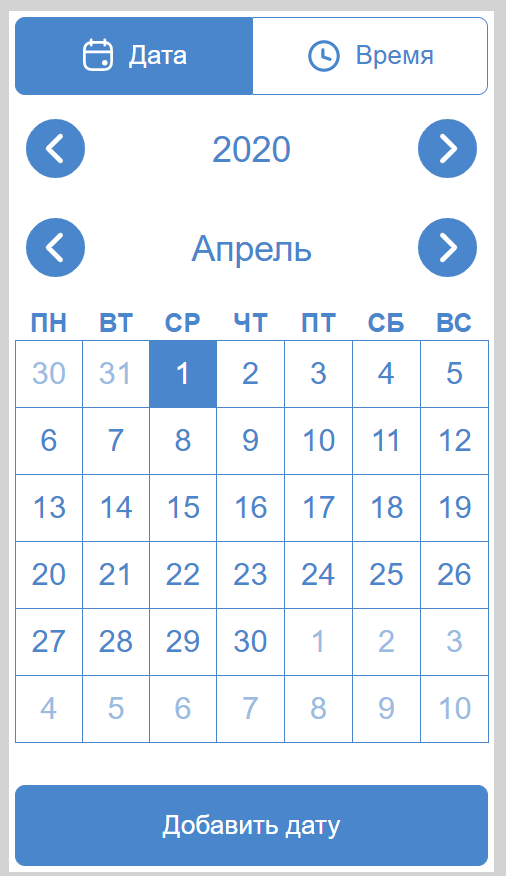 Дата Время
2020
Апрель
ПН ВТ СР ЧТ ПТ СБ ВС
30 31 1 2 3 4 5
6 7 8 9 10 11 12
13 14 15 16 17 18 19
20 21 22 23 24 25 26
27 28 29 30 1 2 3
4 5 6 7 8 9 10
Добавить дату